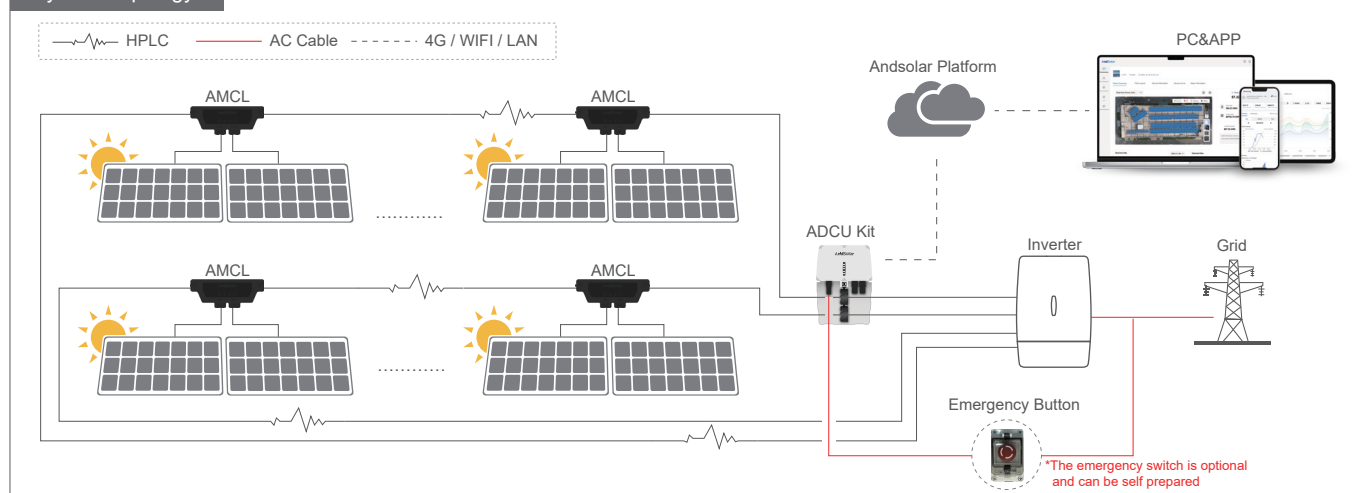 HPLC
AC Cable
4G / WIFI / LAN
PC&APP
Andsolar Platform
AMCL
AMCL
ADCU Kit
Inverter
Grid
AMCL
AMCL
Emergency Button
*The emergency switch is optional
and can be self prepared